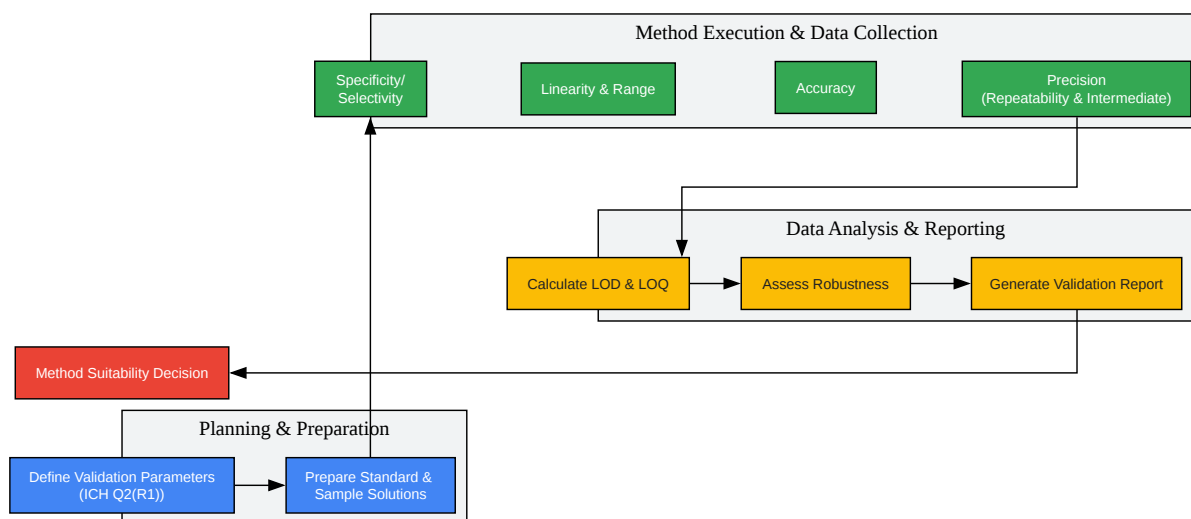 Method Execution & Data Collection
Specificity/
Selectivity
Linearity & Range
Accuracy
Precision
(Repeatability & Intermediate)
Data Analysis & Reporting
Calculate LOD & LOQ
Assess Robustness
Generate Validation Report
Method Suitability Decision
Planning & Preparation
Define Validation Parameters
(ICH Q2(R1))
Prepare Standard &
Sample Solutions